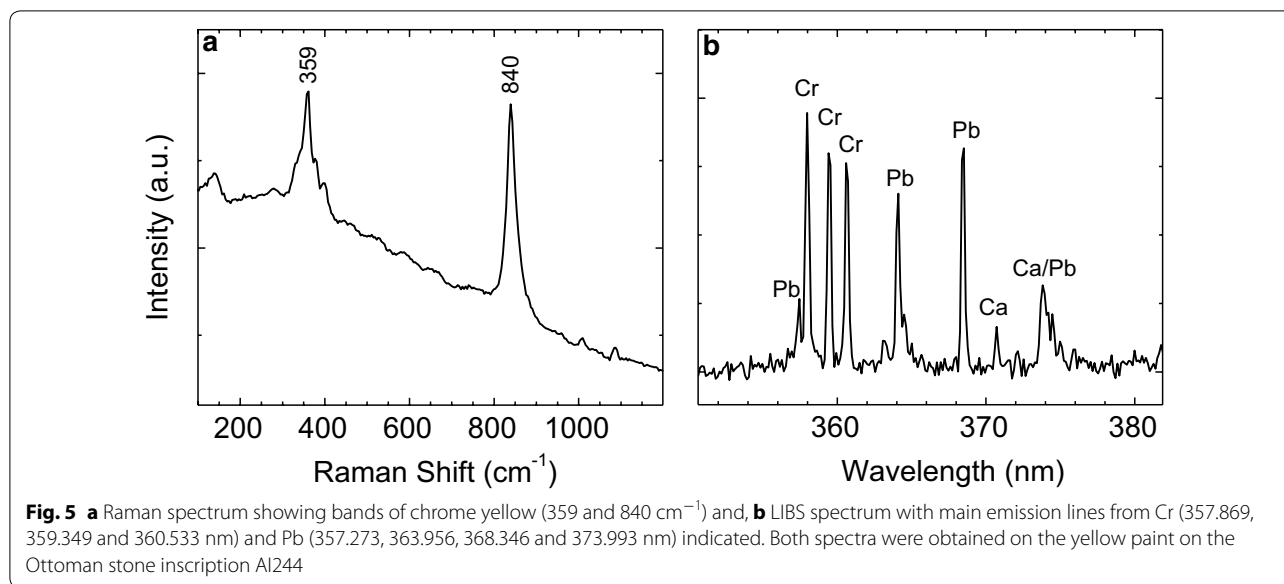 a
359
840
Intensity (a.u.)
200 400 600 800 1000
Raman Shift (cm⁻¹)
b
Cr
Cr
Cr
Pb
Pb
Pb
Ca
Ca/Pb
360 370 380
Wavelength (nm)
Fig. 5 a Raman spectrum showing bands of chrome yellow (359 and 840 cm⁻¹) and, b LIBS spectrum with main emission lines from Cr (357.869,
359.349 and 360.533 nm) and Pb (357.273, 363.956, 368.346 and 373.993 nm) indicated. Both spectra were obtained on the yellow paint on the
Ottoman stone inscription AI244